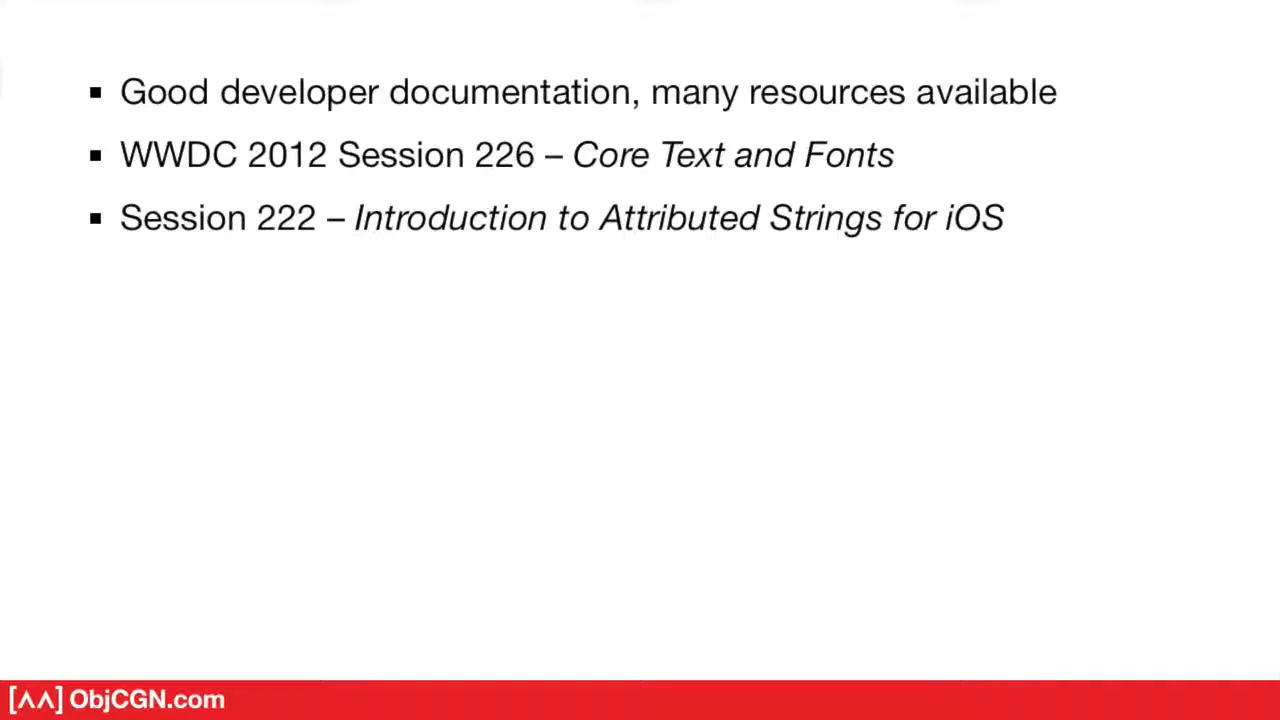 ▪ Good developer documentation, many resources available
▪ WWDC 2012 Session 226 – Core Text and Fonts
▪ Session 222 – Introduction to Attributed Strings for iOS
[ʌʌ] ObjCGN.com